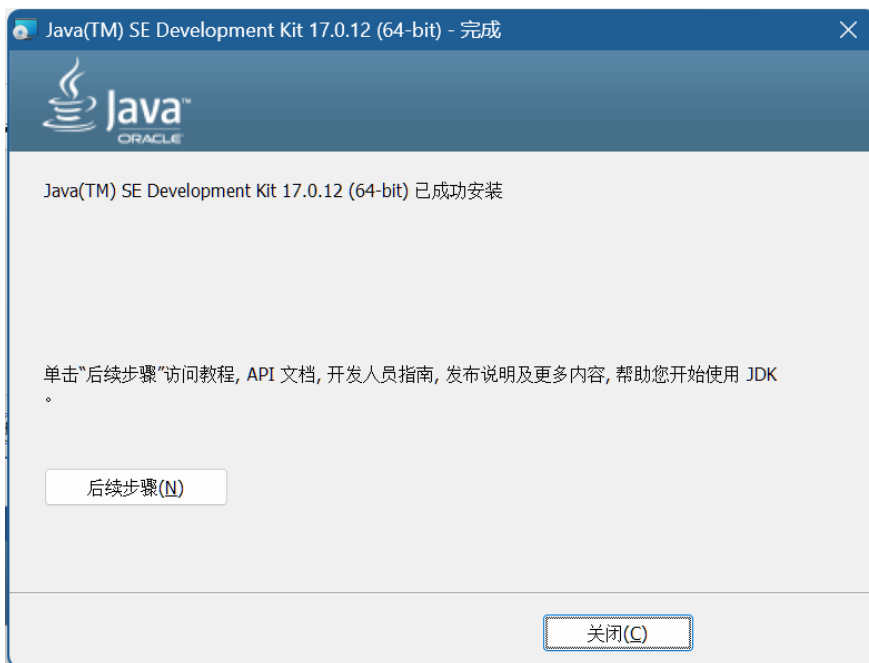 Java(TM) SE Development Kit 17.0.12 (64-bit) - 完成
Java™
ORACLE
Java(TM) SE Development Kit 17.0.12 (64-bit) 已成功安装
单击“后续步骤”访问教程, API 文档, 开发人员指南, 发布说明及更多内容, 帮助您开始使用 JDK
。
后续步骤(N)
关闭(C)